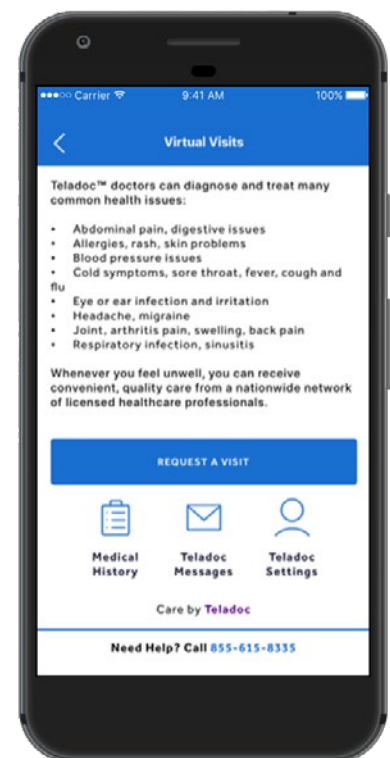 Carrier 9:41 AM 100%
Virtual Visits
Teladoc™ doctors can diagnose and treat many
common health issues:
• Abdominal pain, digestive issues
• Allergies, rash, skin problems
• Blood pressure issues
• Cold symptoms, sore throat, fever, cough and
flu
• Eye or ear infection and irritation
• Headache, migraine
• Joint, arthritis pain, swelling, back pain
• Respiratory infection, sinusitis
Whenever you feel unwell, you can receive
convenient, quality care from a nationwide network
of licensed healthcare professionals.
REQUEST A VISIT
Medical Teladoc Teladoc
History Messages Settings
Care by Teladoc
Need Help? Call 855-615-8335